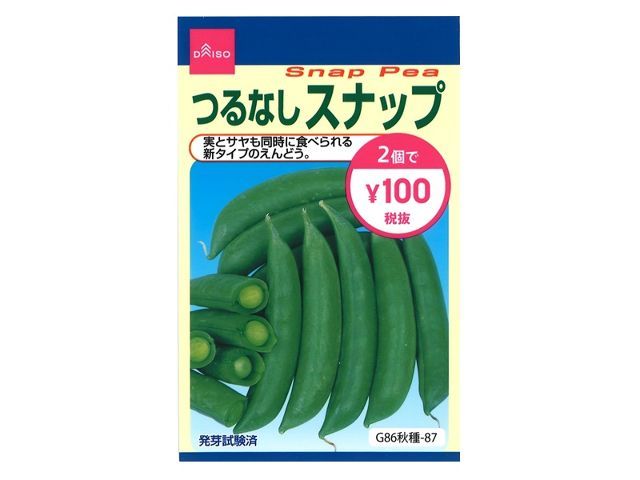 DAISO
Snap Pea
つるなしスナップ
実とサヤも同時に食べられる
新タイプのえんどう。
2個で
¥100
税抜
発芽試験済
G86秋種-87